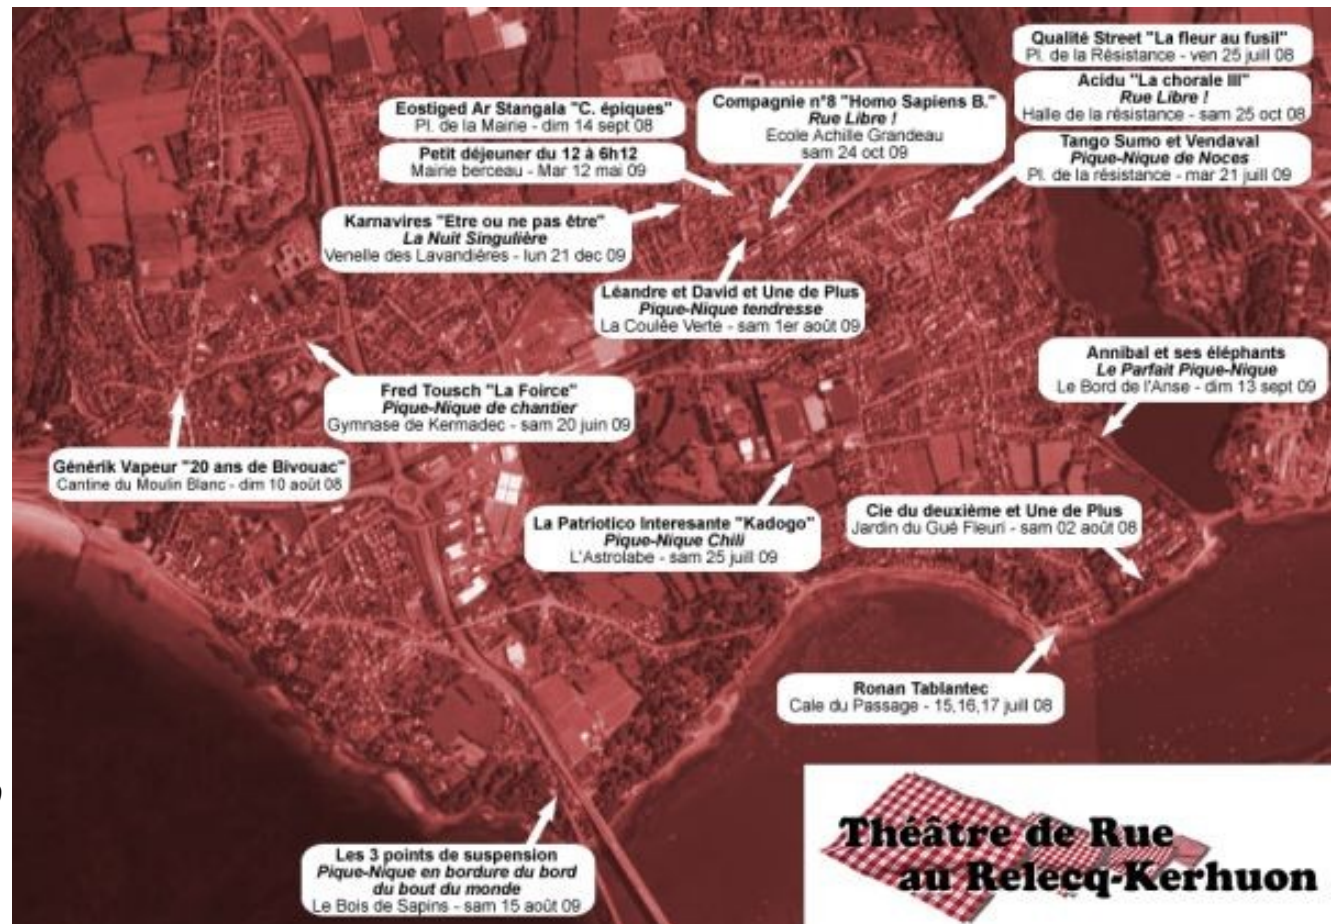 Qualité Street "La fleur au fusil"
Pl. de la Résistance - ven 25 juill 08
Acidu "La chorale III"
Rue Libre !
Halle de la résistance - sam 25 oct 08
Tango Sumo et Vendaval
Pique-Nique de Noces
Pl. de la résistance - mar 21 juill 09
Compagnie n°8 "Homo Sapiens B."
Rue Libre !
Ecole Achille Grandeau
sam 24 oct 09
Eostiged Ar Stangala "C. épiques"
Pl. de la Mairie - dim 14 sept 08
Petit déjeuner du 12 à 6h12
Mairie berceau - Mar 12 mai 09
Karnavires "Etre ou ne pas être"
La Nuit Singulière
Venelle des Lavandières - lun 21 dec 09
Léandre et David et Une de Plus
Pique-Nique tendresse
La Coulée Verte - sam 1er août 09
Annibal et ses éléphants
Le Parfait Pique-Nique
Le Bord de l'Anse - dim 13 sept 09
Fred Tousch "La Foirce"
Pique-Nique de chantier
Gymnase de Kermadec - sam 20 juin 09
Générik Vapeur "20 ans de Bivouac"
Cantine du Moulin Blanc - dim 10 août 08
La Patriotico Interesante "Kadogo"
Pique-Nique Chili
L'Astrolabe - sam 25 juill 09
Cie du deuxième et Une de Plus
Jardin du Gué Fleuri - sam 02 août 08
Ronan Tablantec
Cale du Passage - 15,16,17 juill 08
Les 3 points de suspension
Pique-Nique en bordure du bord
du bout du monde
Le Bois de Sapins - sam 15 août 09
Théâtre de Rue
au Relecq-Kerhuon